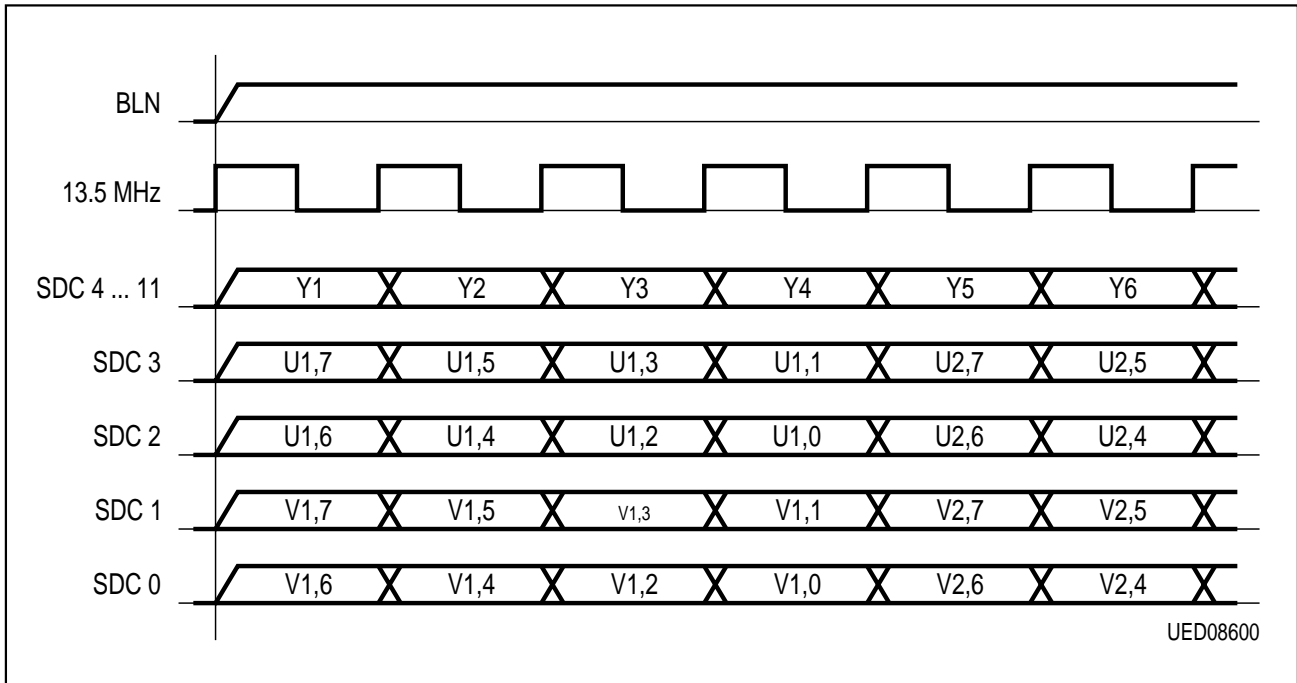 BLN
13.5 MHz
SDC 4 ... 11 Y1 Y2 Y3 Y4 Y5 Y6
SDC 3 U1,7 U1,5 U1,3 U1,1 U2,7 U2,5
SDC 2 U1,6 U1,4 U1,2 U1,0 U2,6 U2,4
SDC 1 V1,7 V1,5 V1,3 V1,1 V2,7 V2,5
SDC 0 V1,6 V1,4 V1,2 V1,0 V2,6 V2,4
UED08600